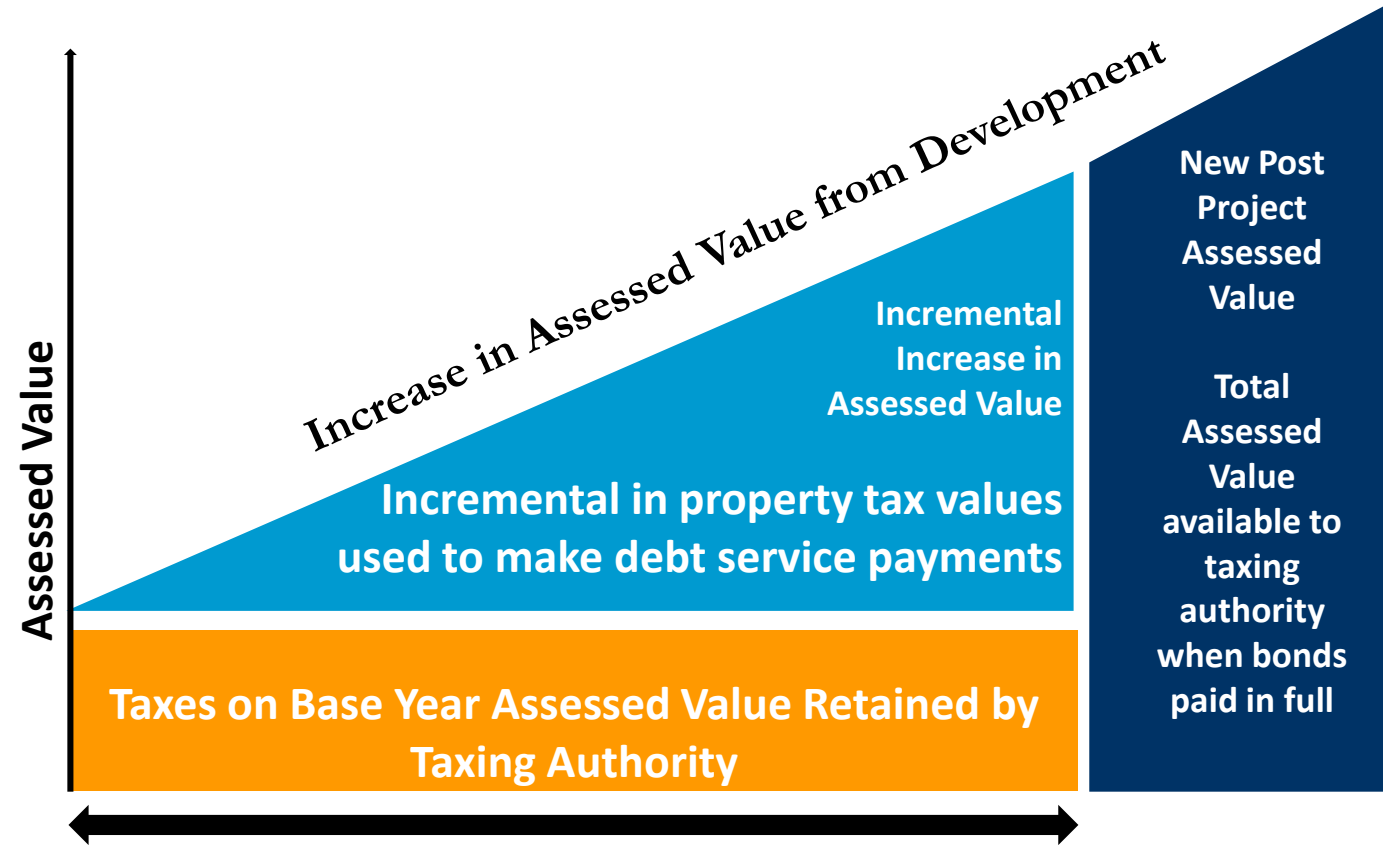 Assessed Value
Increase in Assessed Value from Development
Incremental
Increase in
Assessed Value
Incremental in property tax values
used to make debt service payments
Taxes on Base Year Assessed Value Retained by
Taxing Authority
New Post
Project
Assessed
Value
Total
Assessed
Value
available to
taxing
authority
when bonds
paid in full